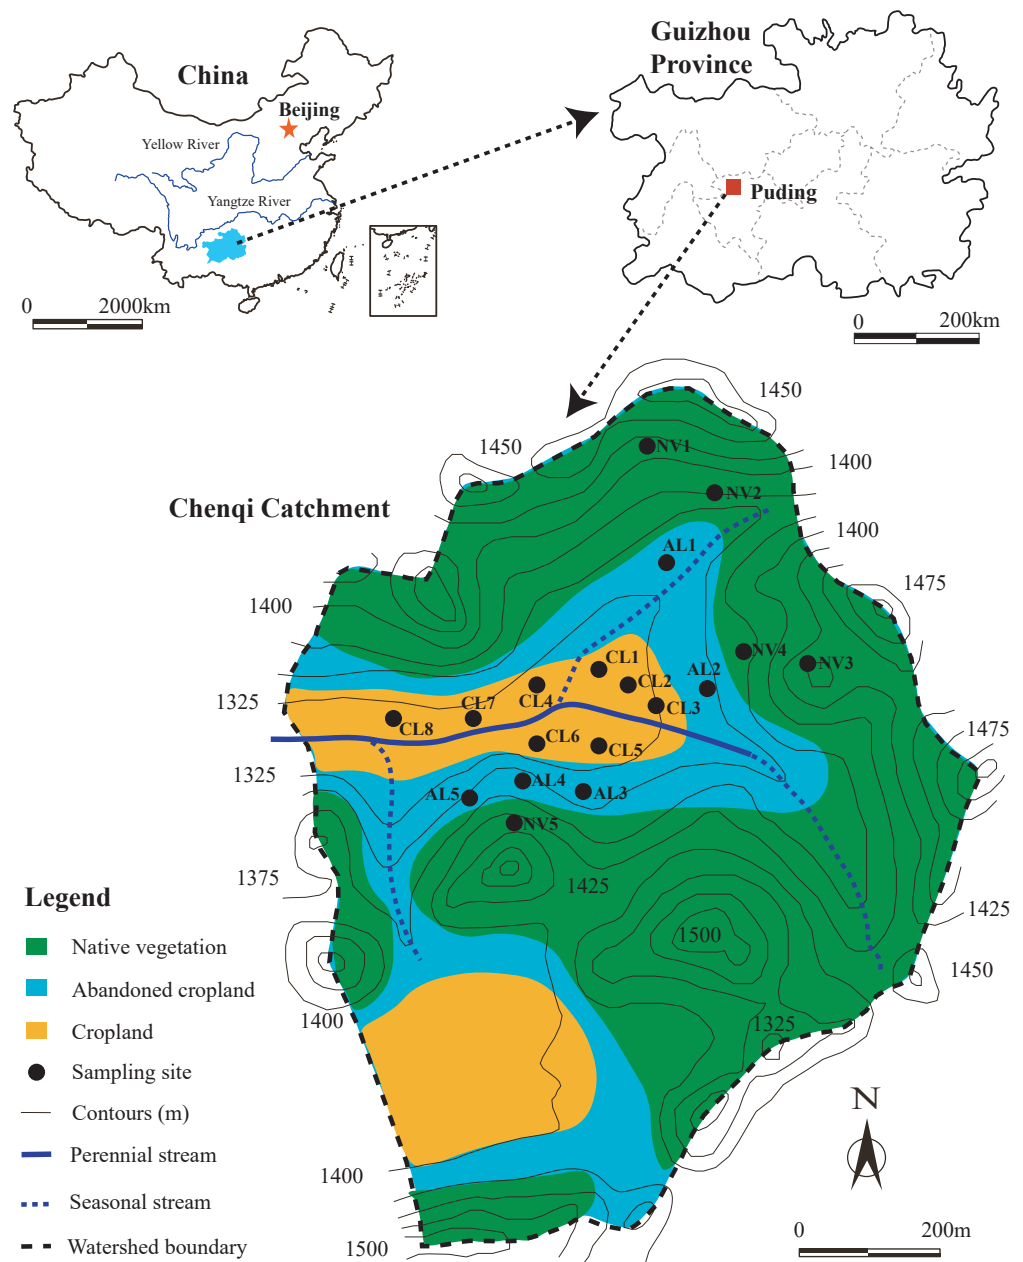 China
Beijing
Yellow River
Yangtze River
0 2000km
Guizhou
Province
Puding
0 200km
Chenqi Catchment
1450
1450
1400
1400
1475
1400
1325
1325
1375
1400
1400
1500
1475
1425
1450
1325
1425
1500
NV1
NV2
AL1
NV4
NV3
CL1
CL2
AL2
CL4
CL3
CL7
CL8
CL6
CL5
AL4
AL5
AL3
NV5
Legend
Native vegetation
Abandoned cropland
Cropland
Sampling site
Contours (m)
Perennial stream
Seasonal stream
Watershed boundary
N
0 200m